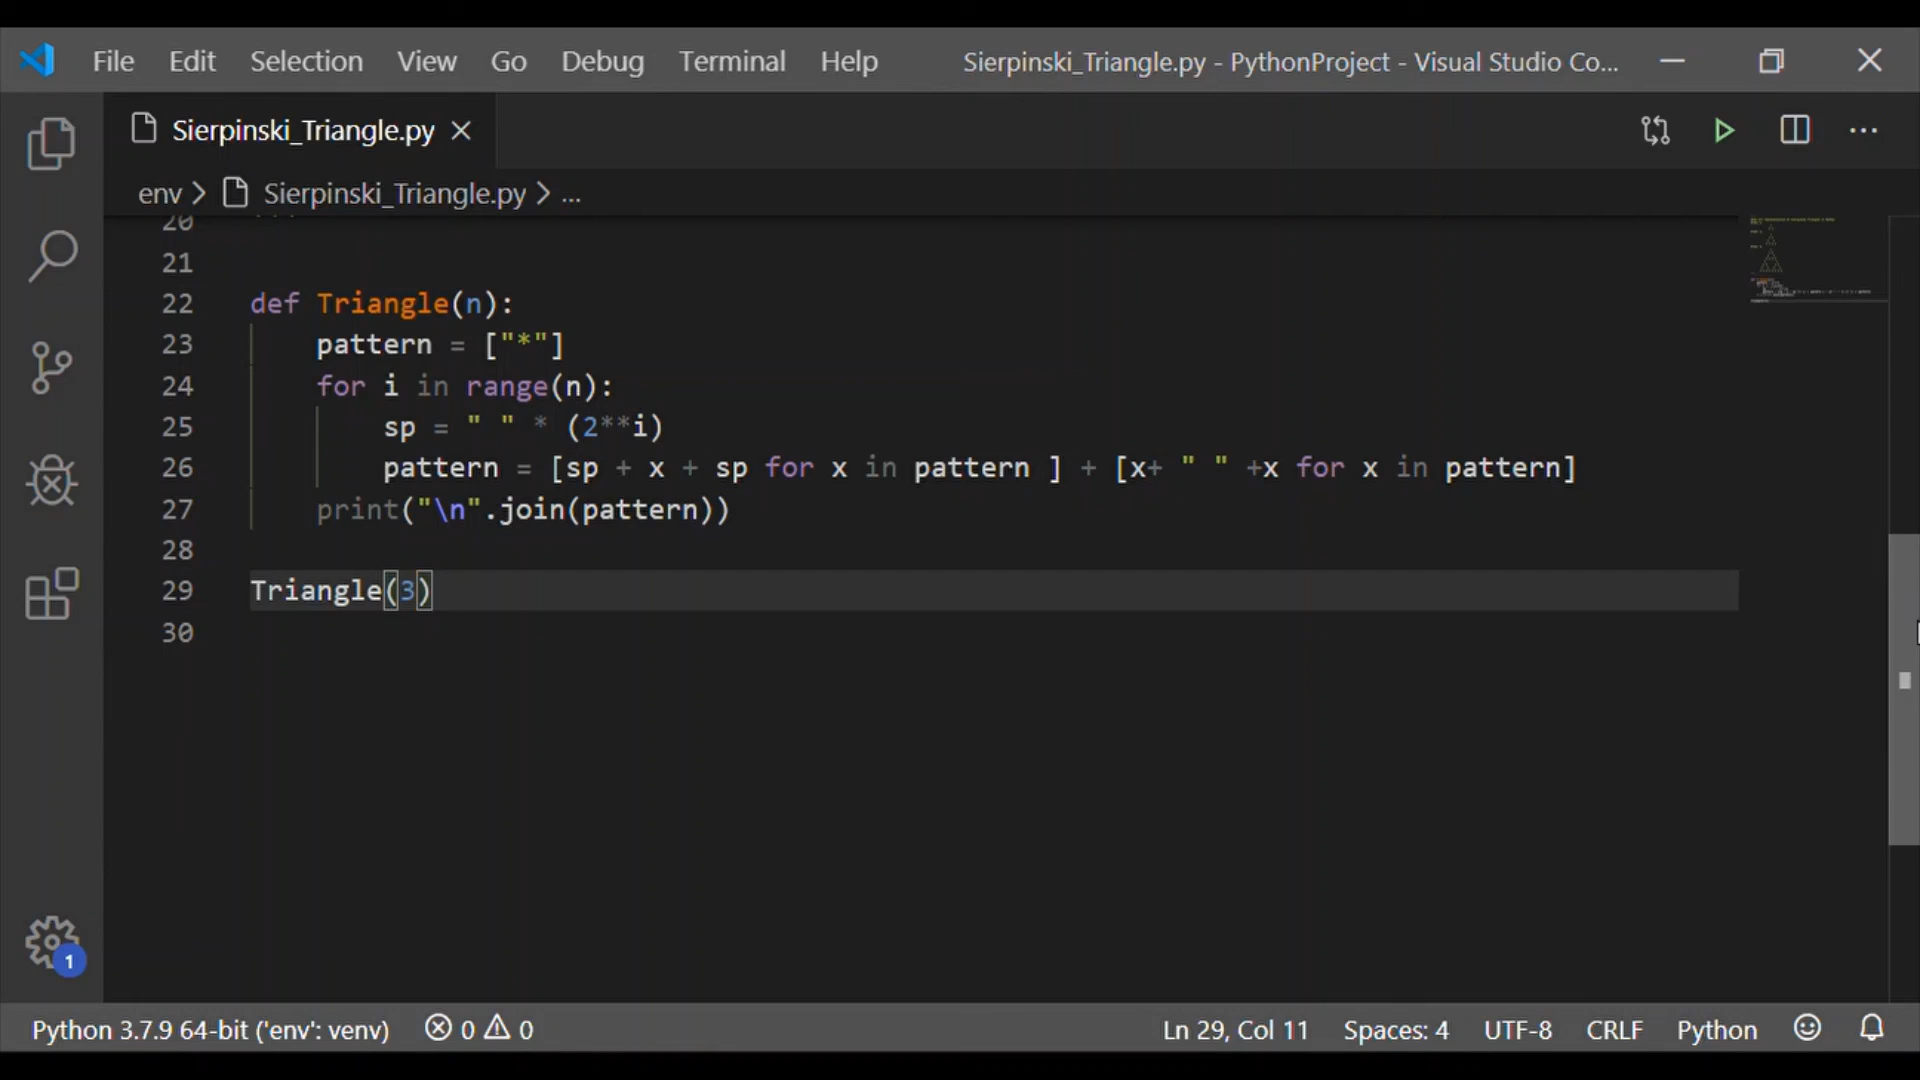 File Edit Selection View Go Debug Terminal Help Sierpinski_Triangle.py - PythonProject - Visual Studio Co...
Sierpinski_Triangle.py
env > Sierpinski_Triangle.py > ...
20
21
22 def Triangle(n):
23 pattern = ["*"]
24 for i in range(n):
25 sp = " " * (2**i)
26 pattern = [sp + x + sp for x in pattern ] + [x+ " " +x for x in pattern]
27 print("\n".join(pattern))
28
29 Triangle(3)
30
1
Python 3.7.9 64-bit ('env': venv) 0 0 Ln 29, Col 11 Spaces: 4 UTF-8 CRLF Python